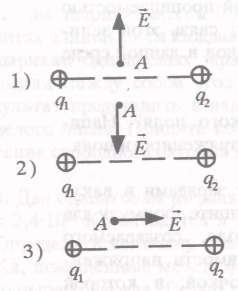 E⃗
1) A
q₁ q₂
A
E⃗
2)
q₁ q₂
A E⃗
3)
q₁ q₂